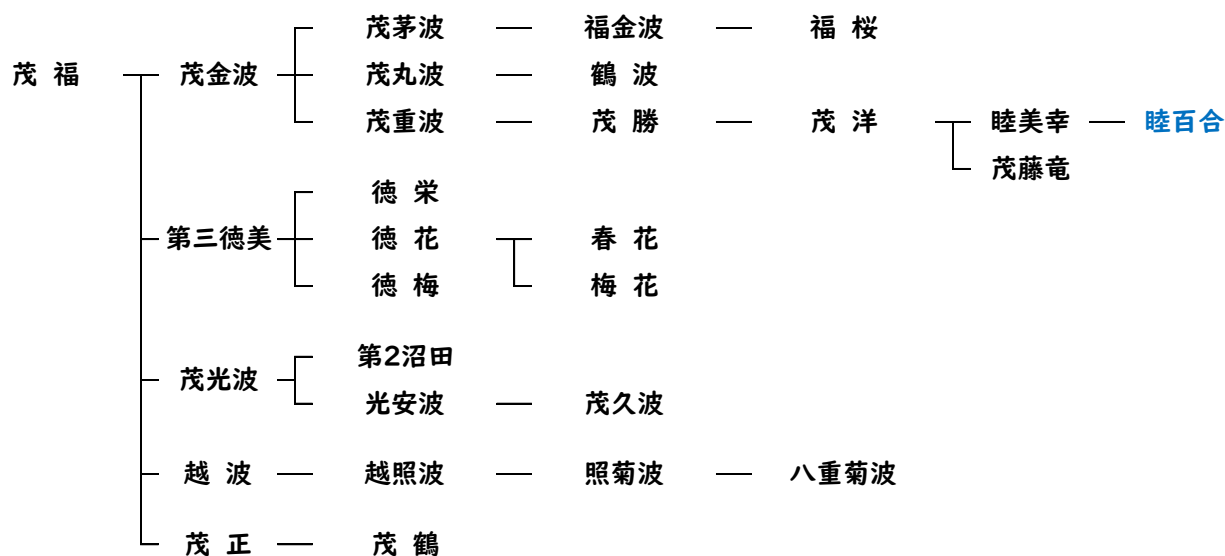 茂茅波 福金波 福 桜
茂 福 茂金波 茂丸波 鶴 波
茂重波 茂 勝 茂 洋 睦美幸 睦百合
茂藤竜
徳 栄
第三徳美 徳 花 春 花
徳 梅 梅 花
第2沼田
茂光波
光安波 茂久波
越 波 越照波 照菊波 八重菊波
茂 正 茂 鶴